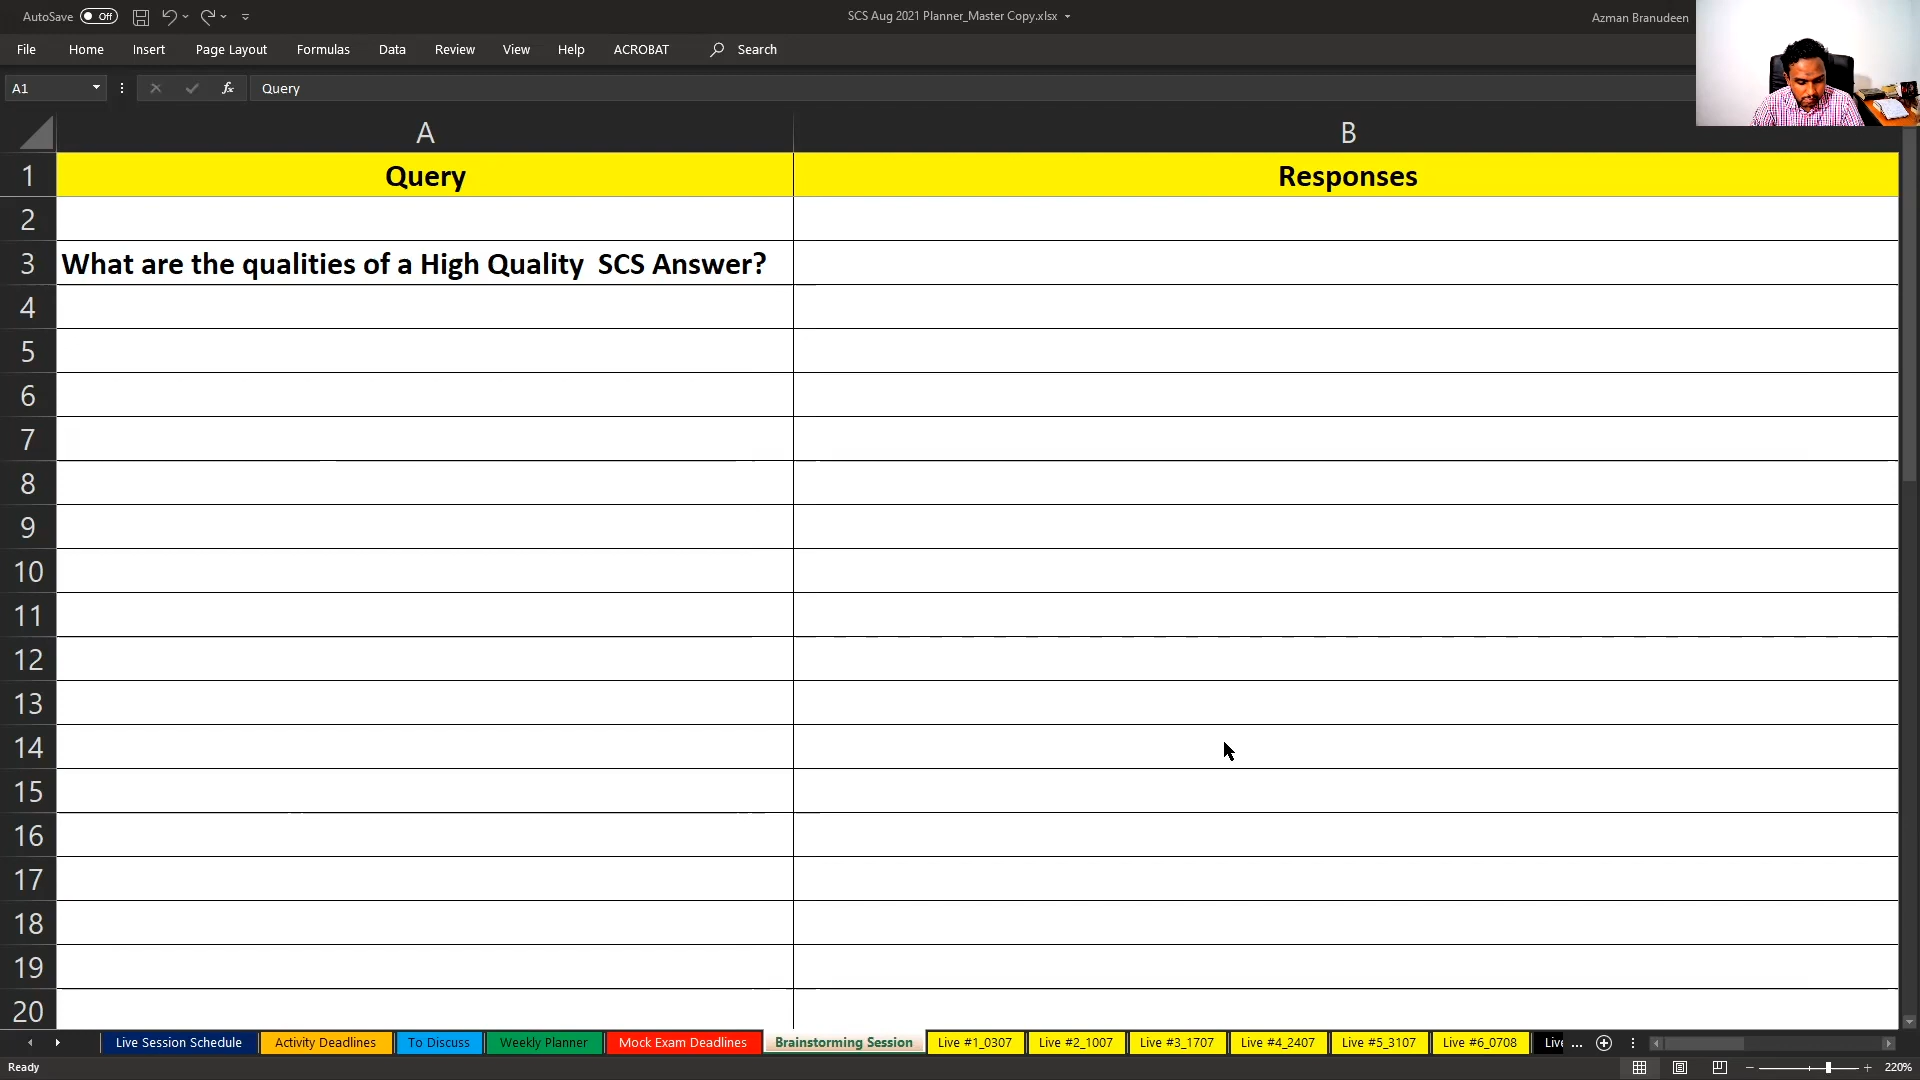 AutoSave Off SCS Aug 2021 Planner_Master Copy.xlsx Azman Branudeen
File Home Insert Page Layout Formulas Data Review View Help ACROBAT Search
A1 fx Query
A B
1 Query Responses
2
3 What are the qualities of a High Quality SCS Answer?
4
5
6
7
8
9
10
11
12
13
14
15
16
17
18
19
20
Live Session Schedule Activity Deadlines To Discuss Weekly Planner Mock Exam Deadlines Brainstorming Session Live #1_0307 Live #2_1007 Live #3_1707 Live #4_2407 Live #5_3107 Live #6_0708 Live ...
Ready 220%